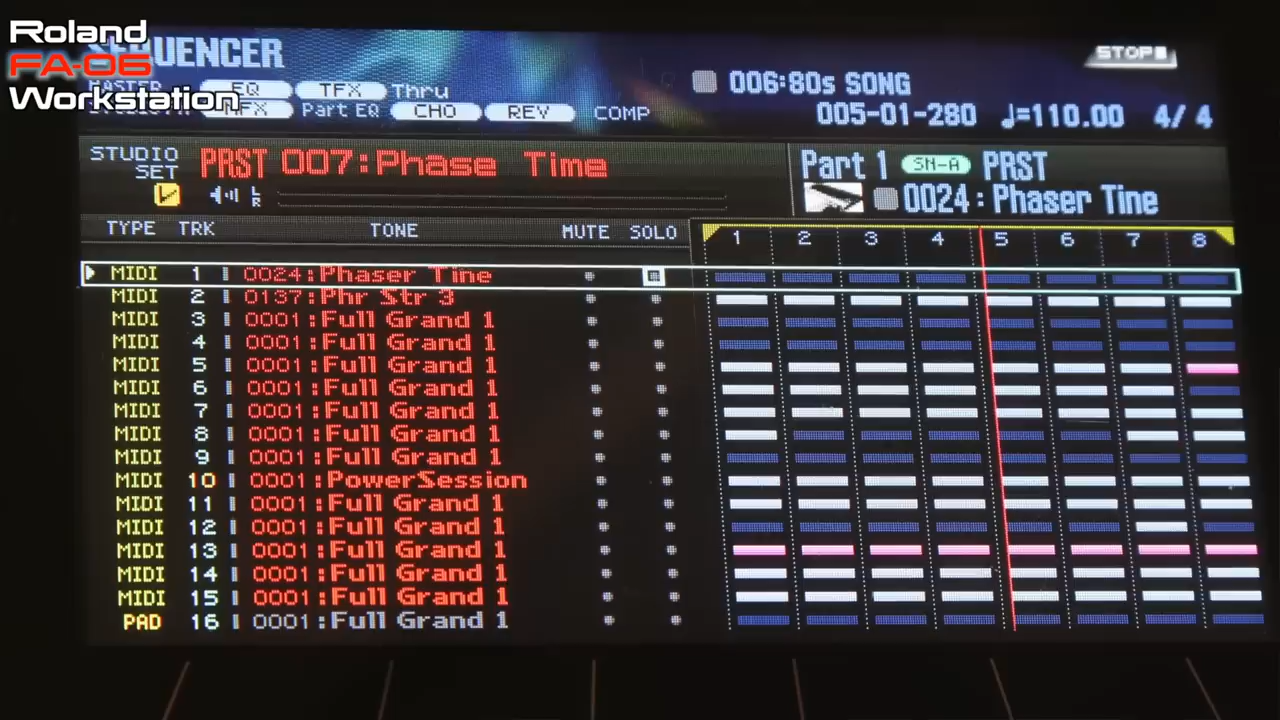 Roland
FA-06
Workstation
SEQUENCER
STOP
MASTER EQ TFX Thru
MFX Part EQ CHO REV COMP
006:80s SONG
005-01-280 ♩=110.00 4/ 4
STUDIO SET PRST 007:Phase Time
L
R
Part 1 SN-A PRST
0024:Phaser Tine
TYPE TRK TONE MUTE SOLO 1 2 3 4 5 6 7 8
MIDI 1 0024:Phaser Tine
MIDI 2 0137:Phr Str 3
MIDI 3 0001:Full Grand 1
MIDI 4 0001:Full Grand 1
MIDI 5 0001:Full Grand 1
MIDI 6 0001:Full Grand 1
MIDI 7 0001:Full Grand 1
MIDI 8 0001:Full Grand 1
MIDI 9 0001:Full Grand 1
MIDI 10 0001:PowerSession
MIDI 11 0001:Full Grand 1
MIDI 12 0001:Full Grand 1
MIDI 13 0001:Full Grand 1
MIDI 14 0001:Full Grand 1
MIDI 15 0001:Full Grand 1
PAD 16 0001:Full Grand 1